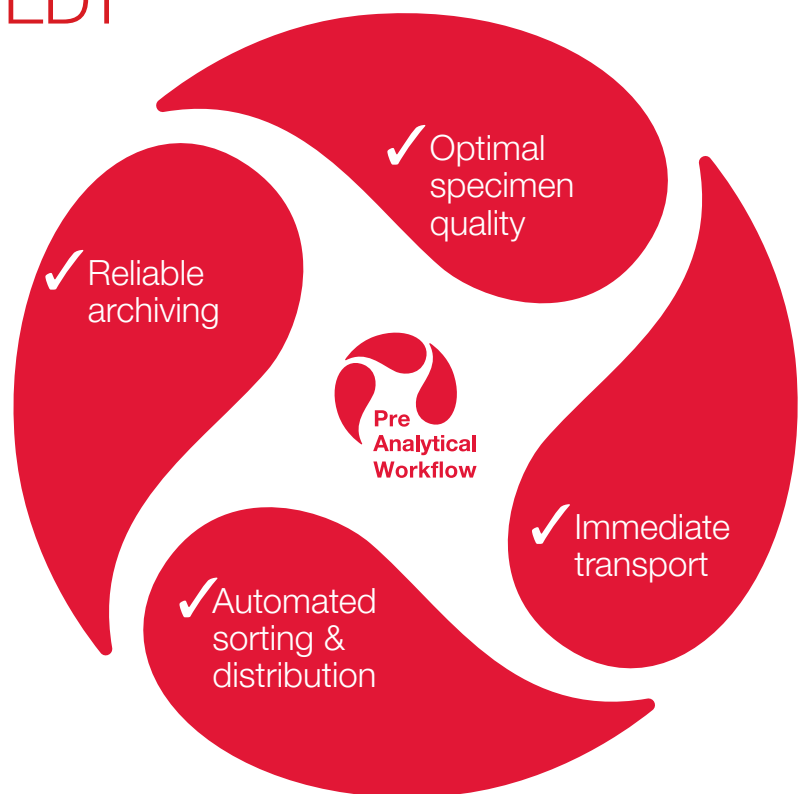 ✓ Optimal
specimen
quality
✓ Immediate
transport
✓ Automated
sorting &
distribution
✓ Reliable
archiving
Pre
Analytical
Workflow